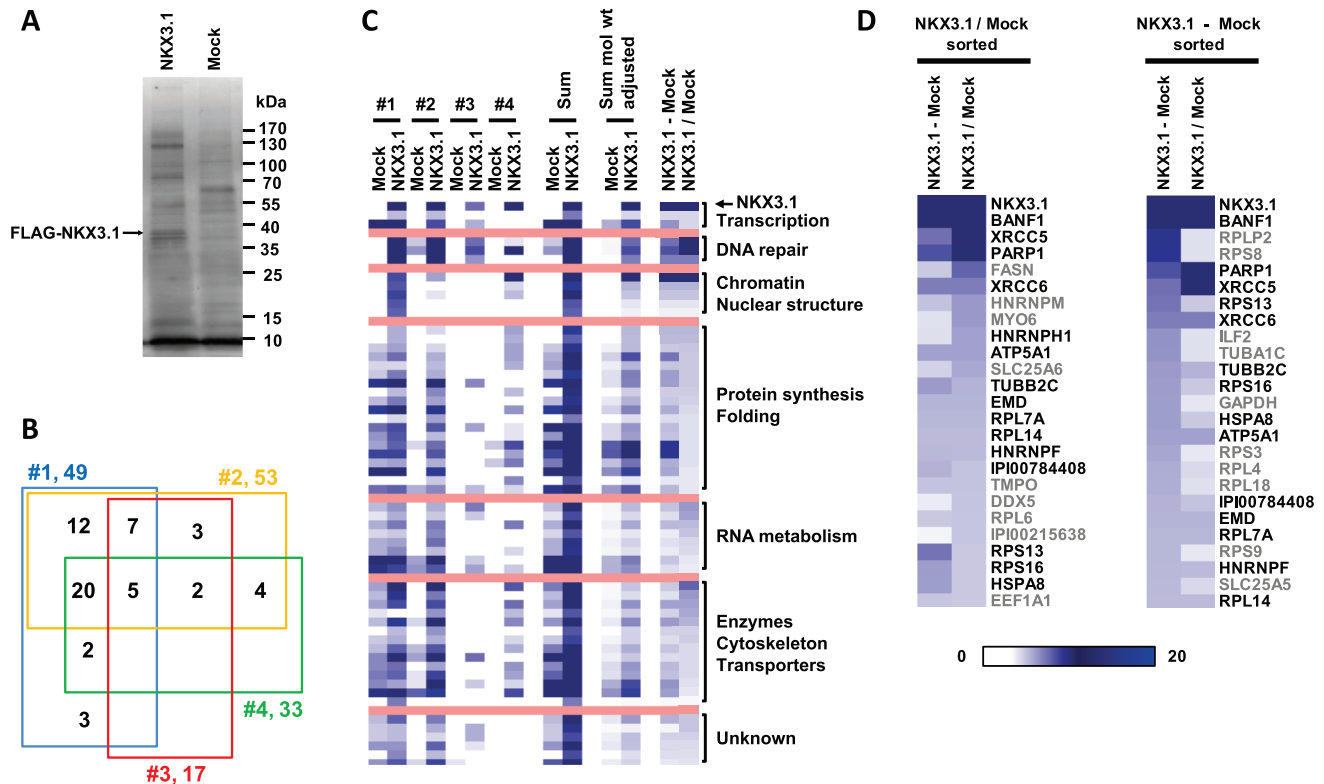 A
NKX3.1
Mock
kDa
170
130
100
70
55
40
35
25
15
10
FLAG-NKX3.1
B
#1, 49
#2, 53
12
7
3
20
5
2
4
2
3
#4, 33
#3, 17
C
#1
#2
#3
#4
Sum
Sum mol wt
adjusted
Mock
NKX3.1
Mock
NKX3.1
Mock
NKX3.1
Mock
NKX3.1
Mock
NKX3.1
Mock
NKX3.1
NKX3.1 - Mock
NKX3.1 / Mock
NKX3.1
Transcription
DNA repair
Chromatin
Nuclear structure
Protein synthesis
Folding
RNA metabolism
Enzymes
Cytoskeleton
Transporters
Unknown
D
NKX3.1 / Mock
sorted
NKX3.1 - Mock
NKX3.1 / Mock
NKX3.1
BANF1
XRCC5
PARP1
FASN
XRCC6
HNRNPM
MYO6
HNRNPH1
ATP5A1
SLC25A6
TUBB2C
EMD
RPL7A
RPL14
HNRNPF
IPI00784408
TMPO
DDX5
RPL6
IPI00215638
RPS13
RPS16
HSPA8
EEF1A1
NKX3.1 - Mock
sorted
NKX3.1 - Mock
NKX3.1 / Mock
NKX3.1
BANF1
RPLP2
RPS8
PARP1
XRCC5
RPS13
XRCC6
ILF2
TUBA1C
TUBB2C
RPS16
GAPDH
HSPA8
ATP5A1
RPS3
RPL4
RPL18
IPI00784408
EMD
RPL7A
RPS9
HNRNPF
SLC25A5
RPL14
0
20